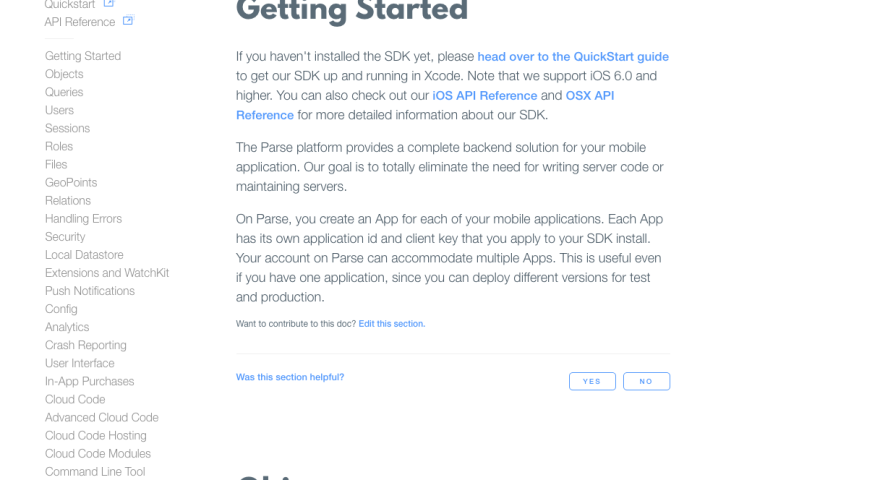 Quickstart
API Reference
Getting Started
Objects
Queries
Users
Sessions
Roles
Files
GeoPoints
Relations
Handling Errors
Security
Local Datastore
Extensions and WatchKit
Push Notifications
Config
Analytics
Crash Reporting
User Interface
In-App Purchases
Cloud Code
Advanced Cloud Code
Cloud Code Hosting
Cloud Code Modules
Command Line Tool
Getting Started
If you haven't installed the SDK yet, please head over to the QuickStart guide
to get our SDK up and running in Xcode. Note that we support iOS 6.0 and
higher. You can also check out our iOS API Reference and OSX API
Reference for more detailed information about our SDK.
The Parse platform provides a complete backend solution for your mobile
application. Our goal is to totally eliminate the need for writing server code or
maintaining servers.
On Parse, you create an App for each of your mobile applications. Each App
has its own application id and client key that you apply to your SDK install.
Your account on Parse can accommodate multiple Apps. This is useful even
if you have one application, since you can deploy different versions for test
and production.
Want to contribute to this doc? Edit this section.
Was this section helpful?
YES NO